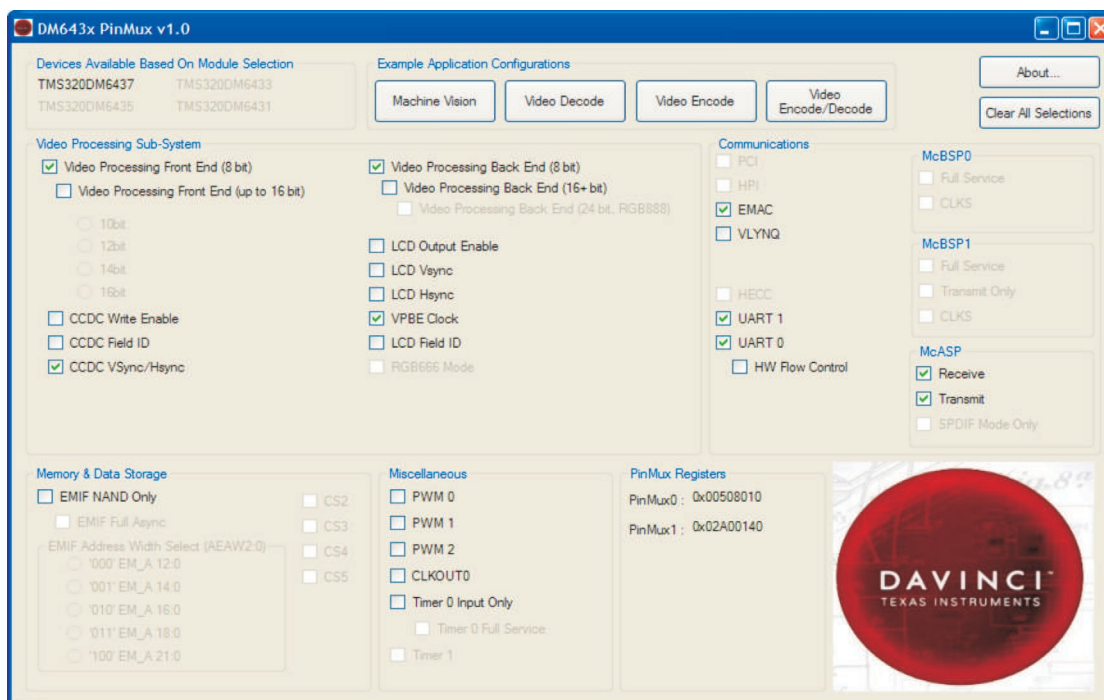 DM643x PinMux v1.0
Devices Available Based On Module Selection
TMS320DM6437 TMS320DM6433
TMS320DM6435 TMS320DM6431
Example Application Configurations
Machine Vision
Video Decode
Video Encode
Video
Encode/Decode
About...
Clear All Selections
Video Processing Sub-System
Video Processing Front End (8 bit)
Video Processing Front End (up to 16 bit)
10bit
12bit
14bit
16bit
CCDC Write Enable
CCDC Field ID
CCDC VSync/Hsync
Video Processing Back End (8 bit)
Video Processing Back End (16+ bit)
Video Processing Back End (24 bit, RGB888)
LCD Output Enable
LCD Vsync
LCD Hsync
VPBE Clock
LCD Field ID
RGB666 Mode
Communications
PCI
HPI
EMAC
VLYNQ
HECC
UART 1
UART 0
HW Flow Control
McBSP0
Full Service
CLKS
McBSP1
Full Service
Transmit Only
CLKS
McASP
Receive
Transmit
SPDIF Mode Only
Memory & Data Storage
EMIF NAND Only
EMIF Full Async
EMIF Address Width Select (AEAW2:0)
'000' EM_A 12:0
'001' EM_A 14:0
'010' EM_A 16:0
'011' EM_A 18:0
'100' EM_A 21:0
CS2
CS3
CS4
CS5
Miscellaneous
PWM 0
PWM 1
PWM 2
CLKOUT0
Timer 0 Input Only
Timer 0 Full Service
Timer 1
PinMux Registers
PinMux0 : 0x00508010
PinMux1 : 0x02A00140
DAVINCI™
TEXAS INSTRUMENTS